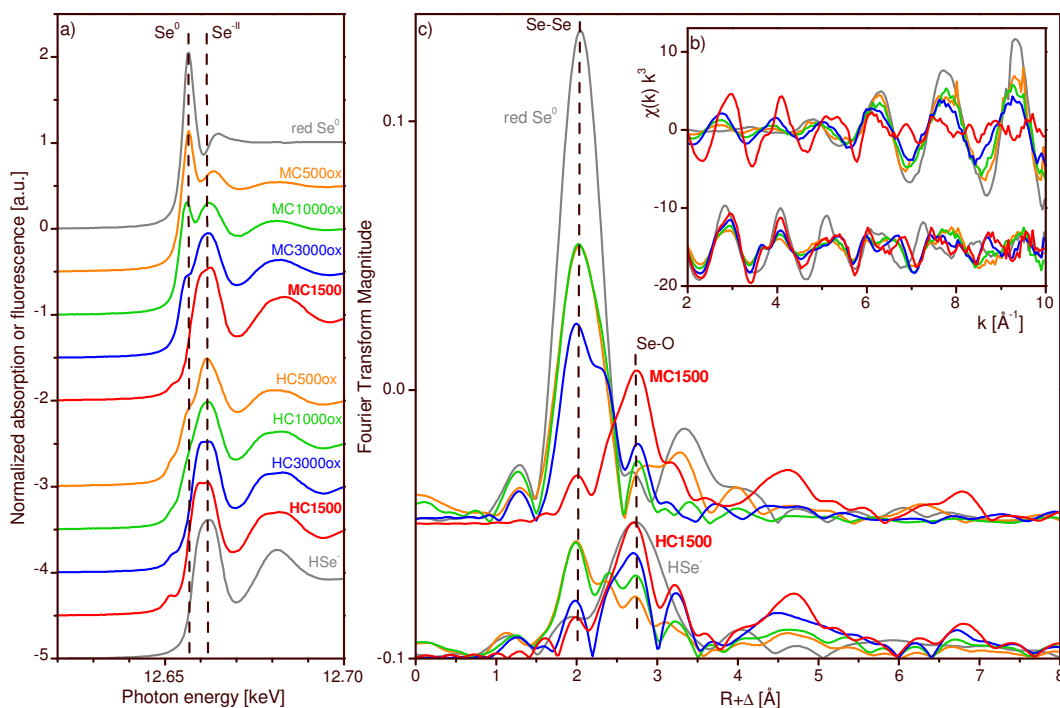 a)
Se⁰
Se⁻ᴵᴵ
2
1
0
-1
-2
-3
-4
-5
Normalized absorption or fluorescence [a.u.]
red Se⁰
MC500ox
MC1000ox
MC3000ox
MC1500
HC500ox
HC1000ox
HC3000ox
HC1500
HSe⁻
12.65
12.70
Photon energy [keV]
c)
Se-Se
0.1
0.0
-0.1
Fourier Transform Magnitude
red Se⁰
Se-O
MC1500
HC1500
HSe⁻
0
1
2
3
4
5
6
7
8
R+Δ [Å]
b)
χ(k) k³
10
0
-10
-20
2
4
6
8
10
k [Å⁻¹]